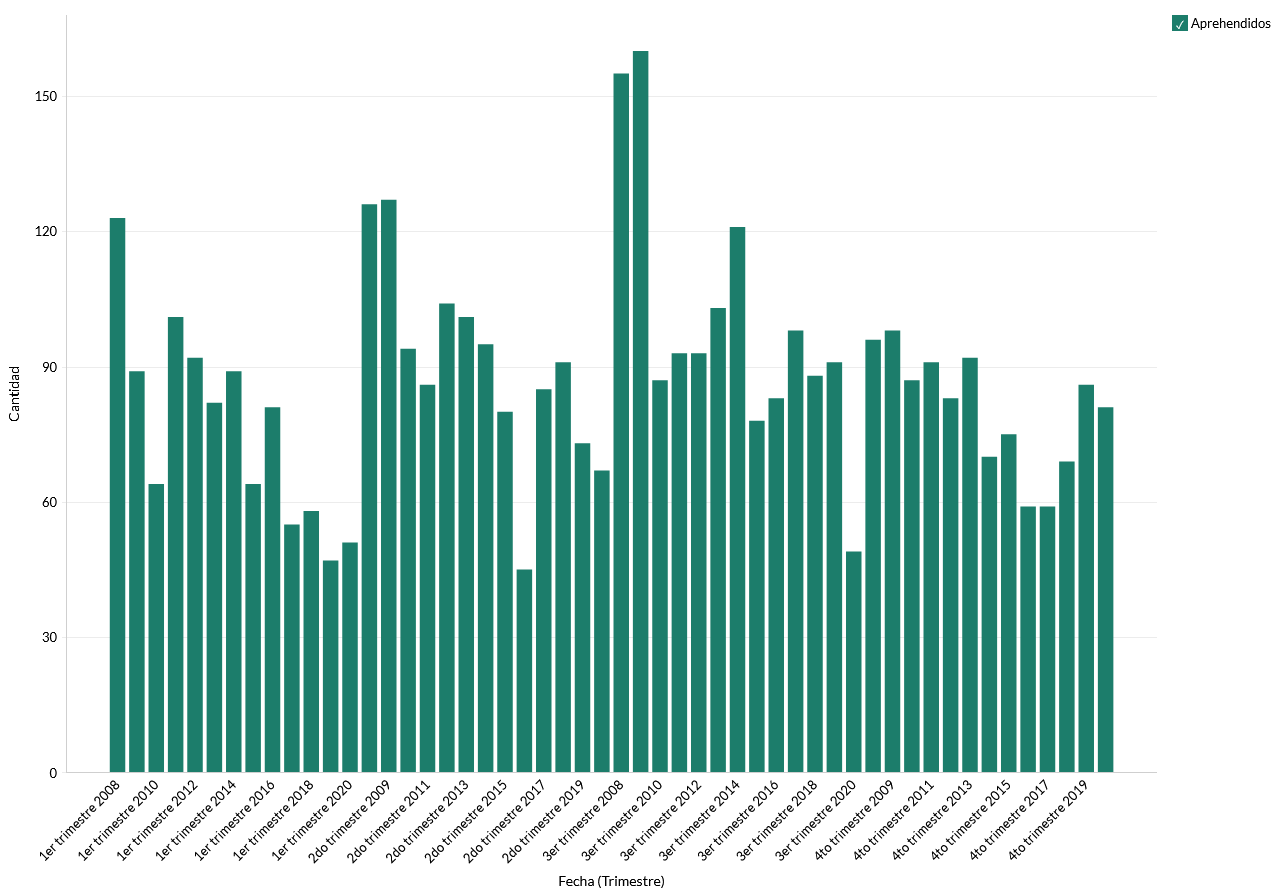 Aprehendidos
150
120
90
60
30
0
Cantidad
1er trimestre 2008
1er trimestre 2010
1er trimestre 2012
1er trimestre 2014
1er trimestre 2016
1er trimestre 2018
1er trimestre 2020
2do trimestre 2009
2do trimestre 2011
2do trimestre 2013
2do trimestre 2015
2do trimestre 2017
2do trimestre 2019
3er trimestre 2008
3er trimestre 2010
3er trimestre 2012
3er trimestre 2014
3er trimestre 2016
3er trimestre 2018
3er trimestre 2020
4to trimestre 2009
4to trimestre 2011
4to trimestre 2013
4to trimestre 2015
4to trimestre 2017
4to trimestre 2019
Fecha (Trimestre)